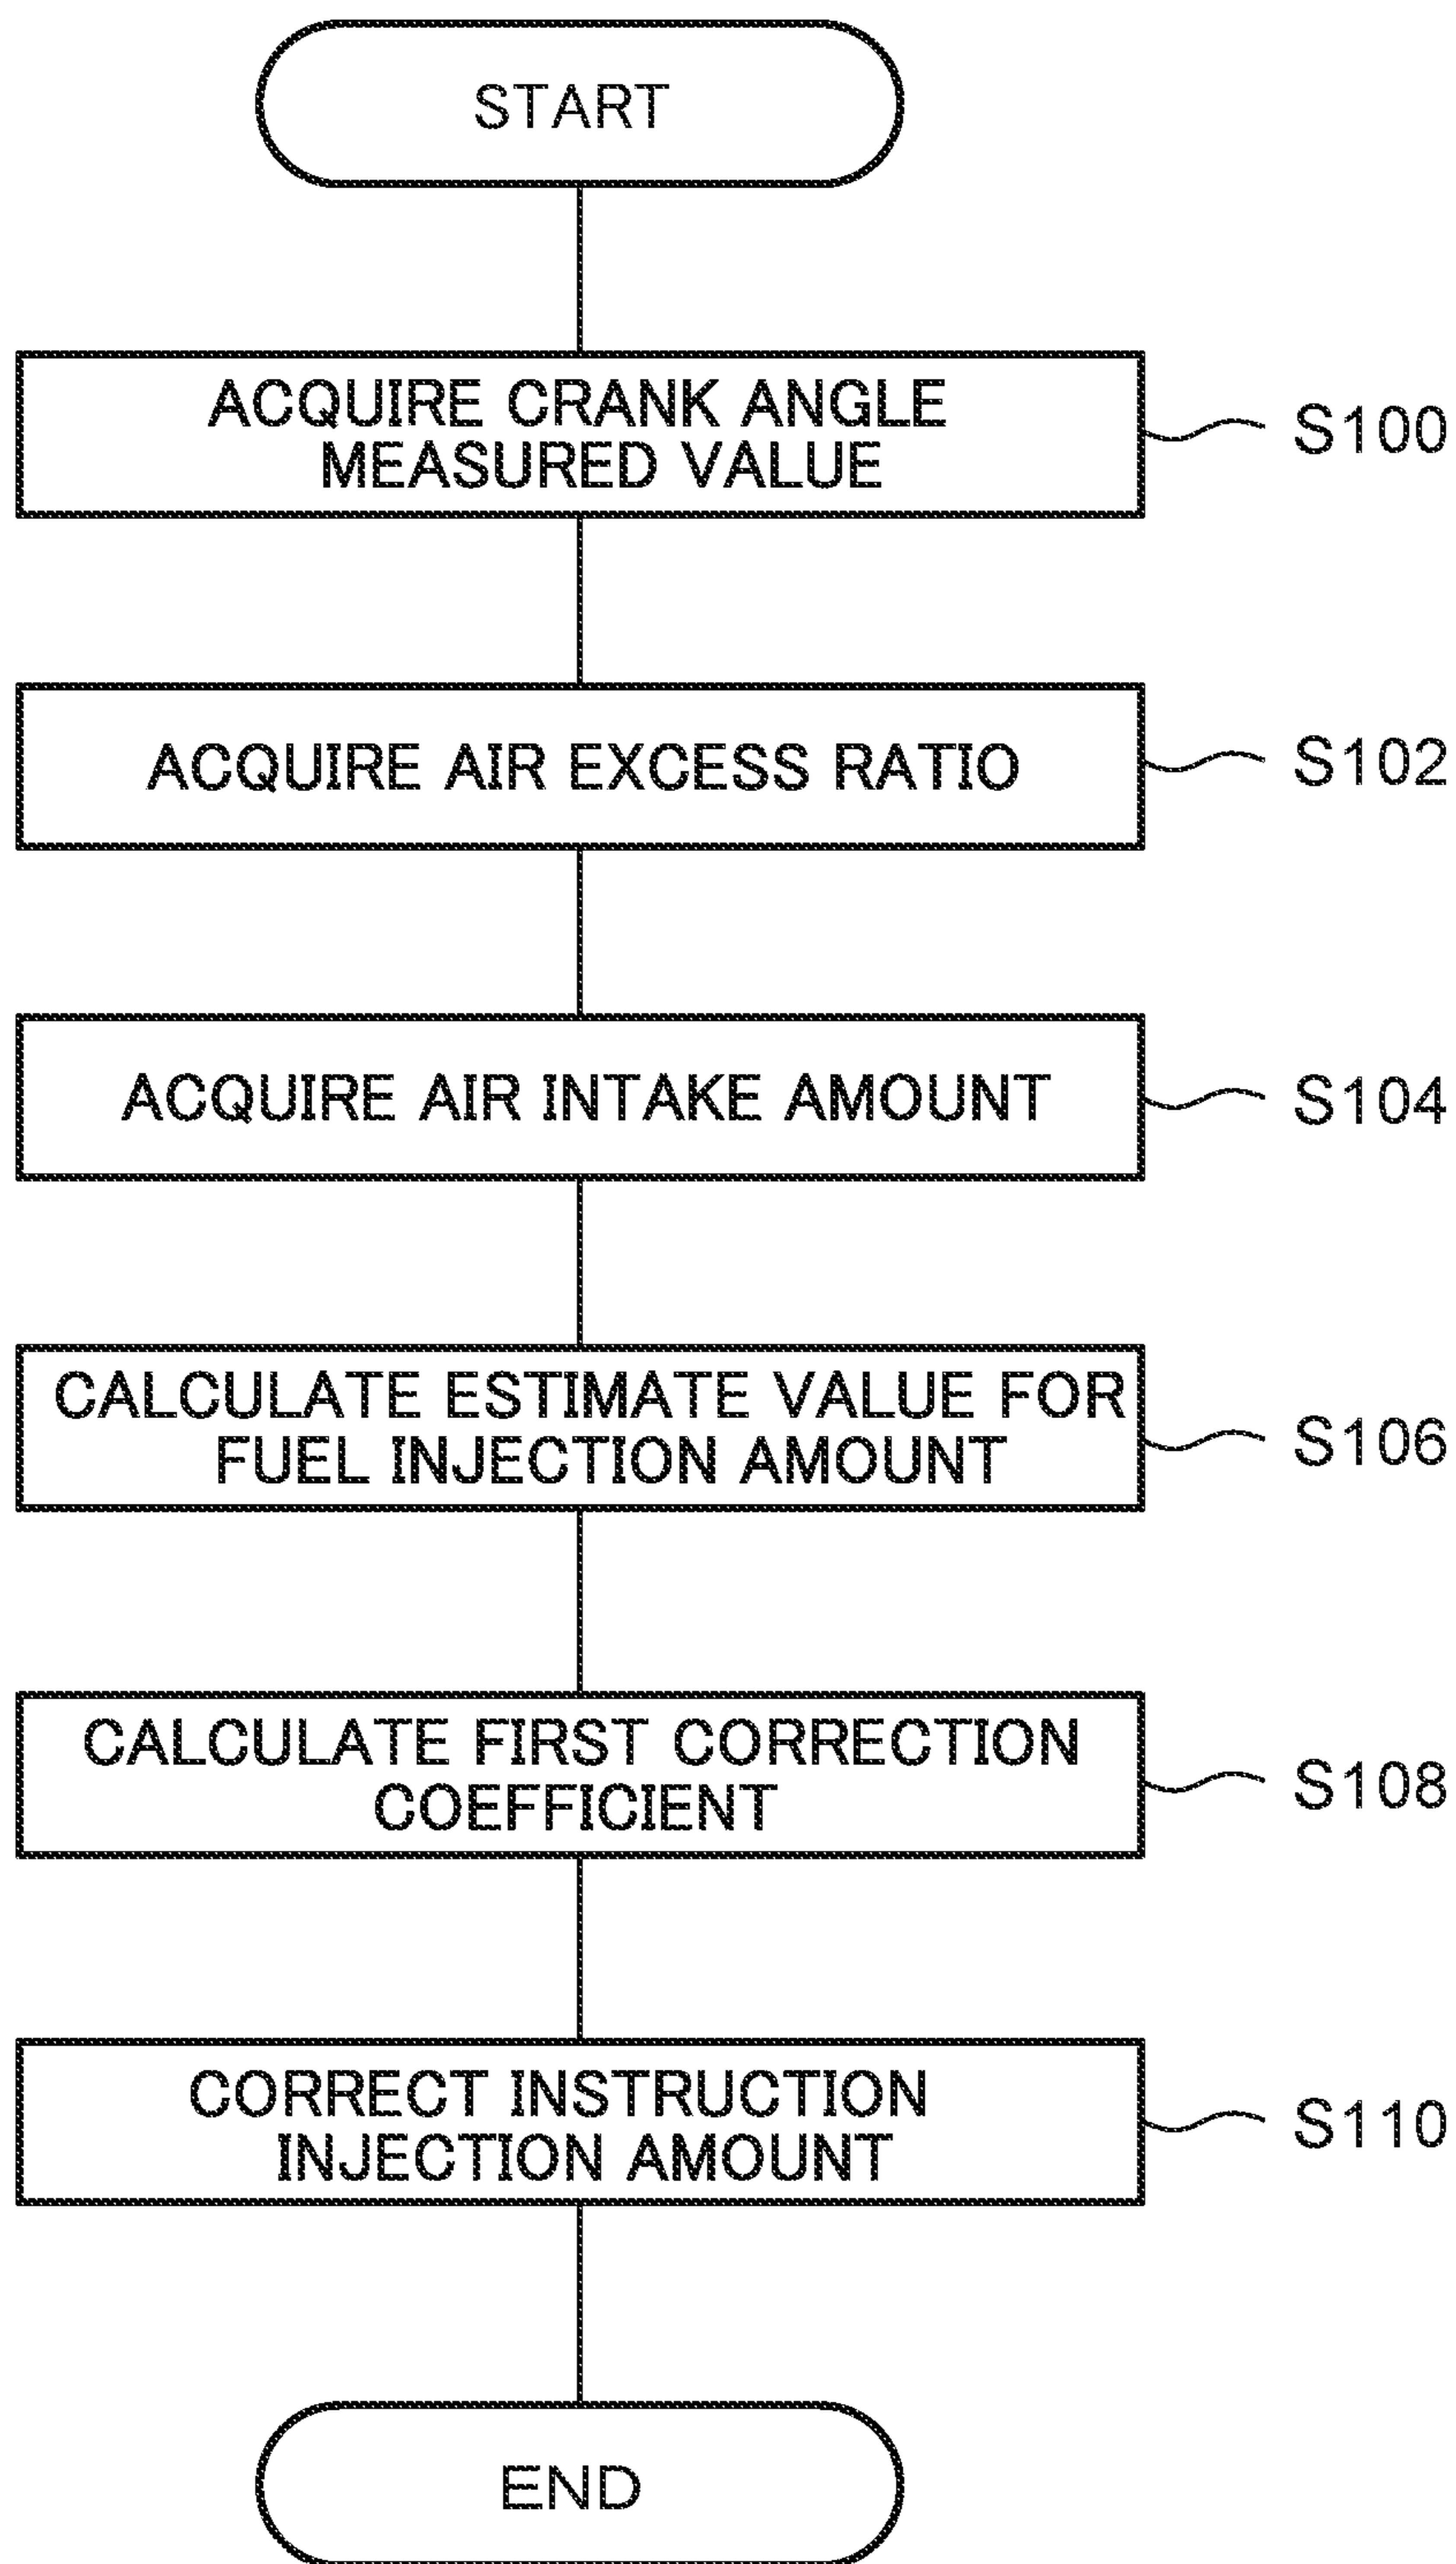 START
ACQUIRE CRANK ANGLE
MEASURED VALUE
S100
ACQUIRE AIR EXCESS RATIO
S102
ACQUIRE AIR INTAKE AMOUNT
S104
CALCULATE ESTIMATE VALUE FOR
FUEL INJECTION AMOUNT
S106
CALCULATE FIRST CORRECTION
COEFFICIENT
S108
CORRECT INSTRUCTION
INJECTION AMOUNT
S110
END